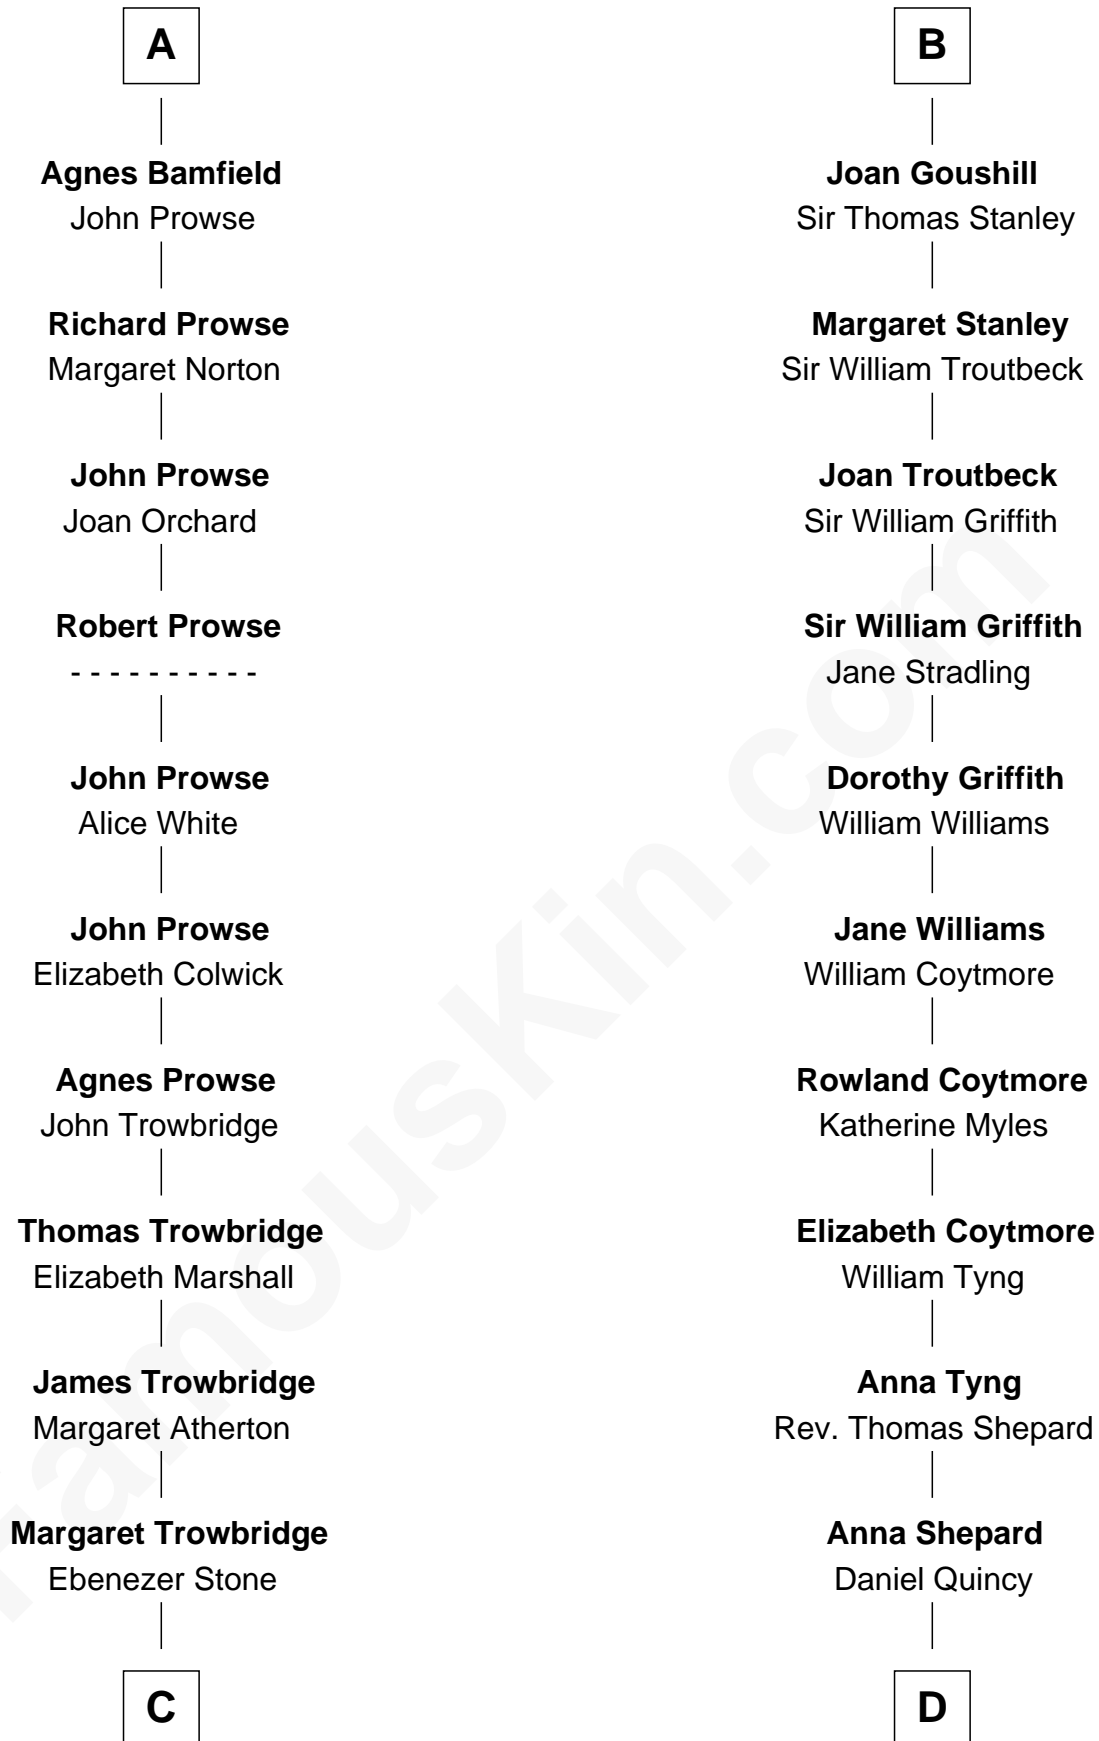 A
Agnes Bamfield
John Prowse
Richard Prowse
Margaret Norton
John Prowse
Joan Orchard
Robert Prowse
- - - - - - - - - -
John Prowse
Alice White
John Prowse
Elizabeth Colwick
Agnes Prowse
John Trowbridge
Thomas Trowbridge
Elizabeth Marshall
James Trowbridge
Margaret Atherton
Margaret Trowbridge
Ebenezer Stone
C
B
Joan Goushill
Sir Thomas Stanley
Margaret Stanley
Sir William Troutbeck
Joan Troutbeck
Sir William Griffith
Sir William Griffith
Jane Stradling
Dorothy Griffith
William Williams
Jane Williams
William Coytmore
Rowland Coytmore
Katherine Myles
Elizabeth Coytmore
William Tyng
Anna Tyng
Rev. Thomas Shepard
Anna Shepard
Daniel Quincy
D
FamousKin.com